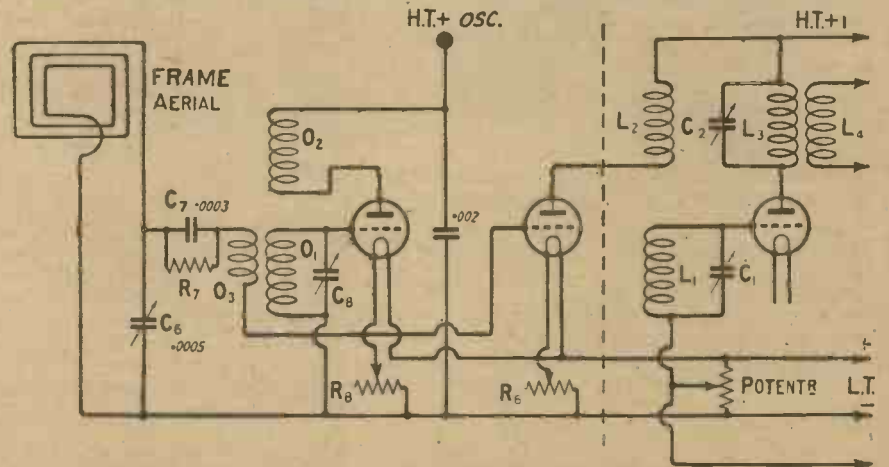 H.T.+ OSC.
H.T.+1
FRAME
AERIAL
O2
L2
C2
L3
L4
C7 .0003
.002
R7
O3
O1
C8
L1
C1
C6
.0005
R8
R6
POTENTR
+
L.T.
-